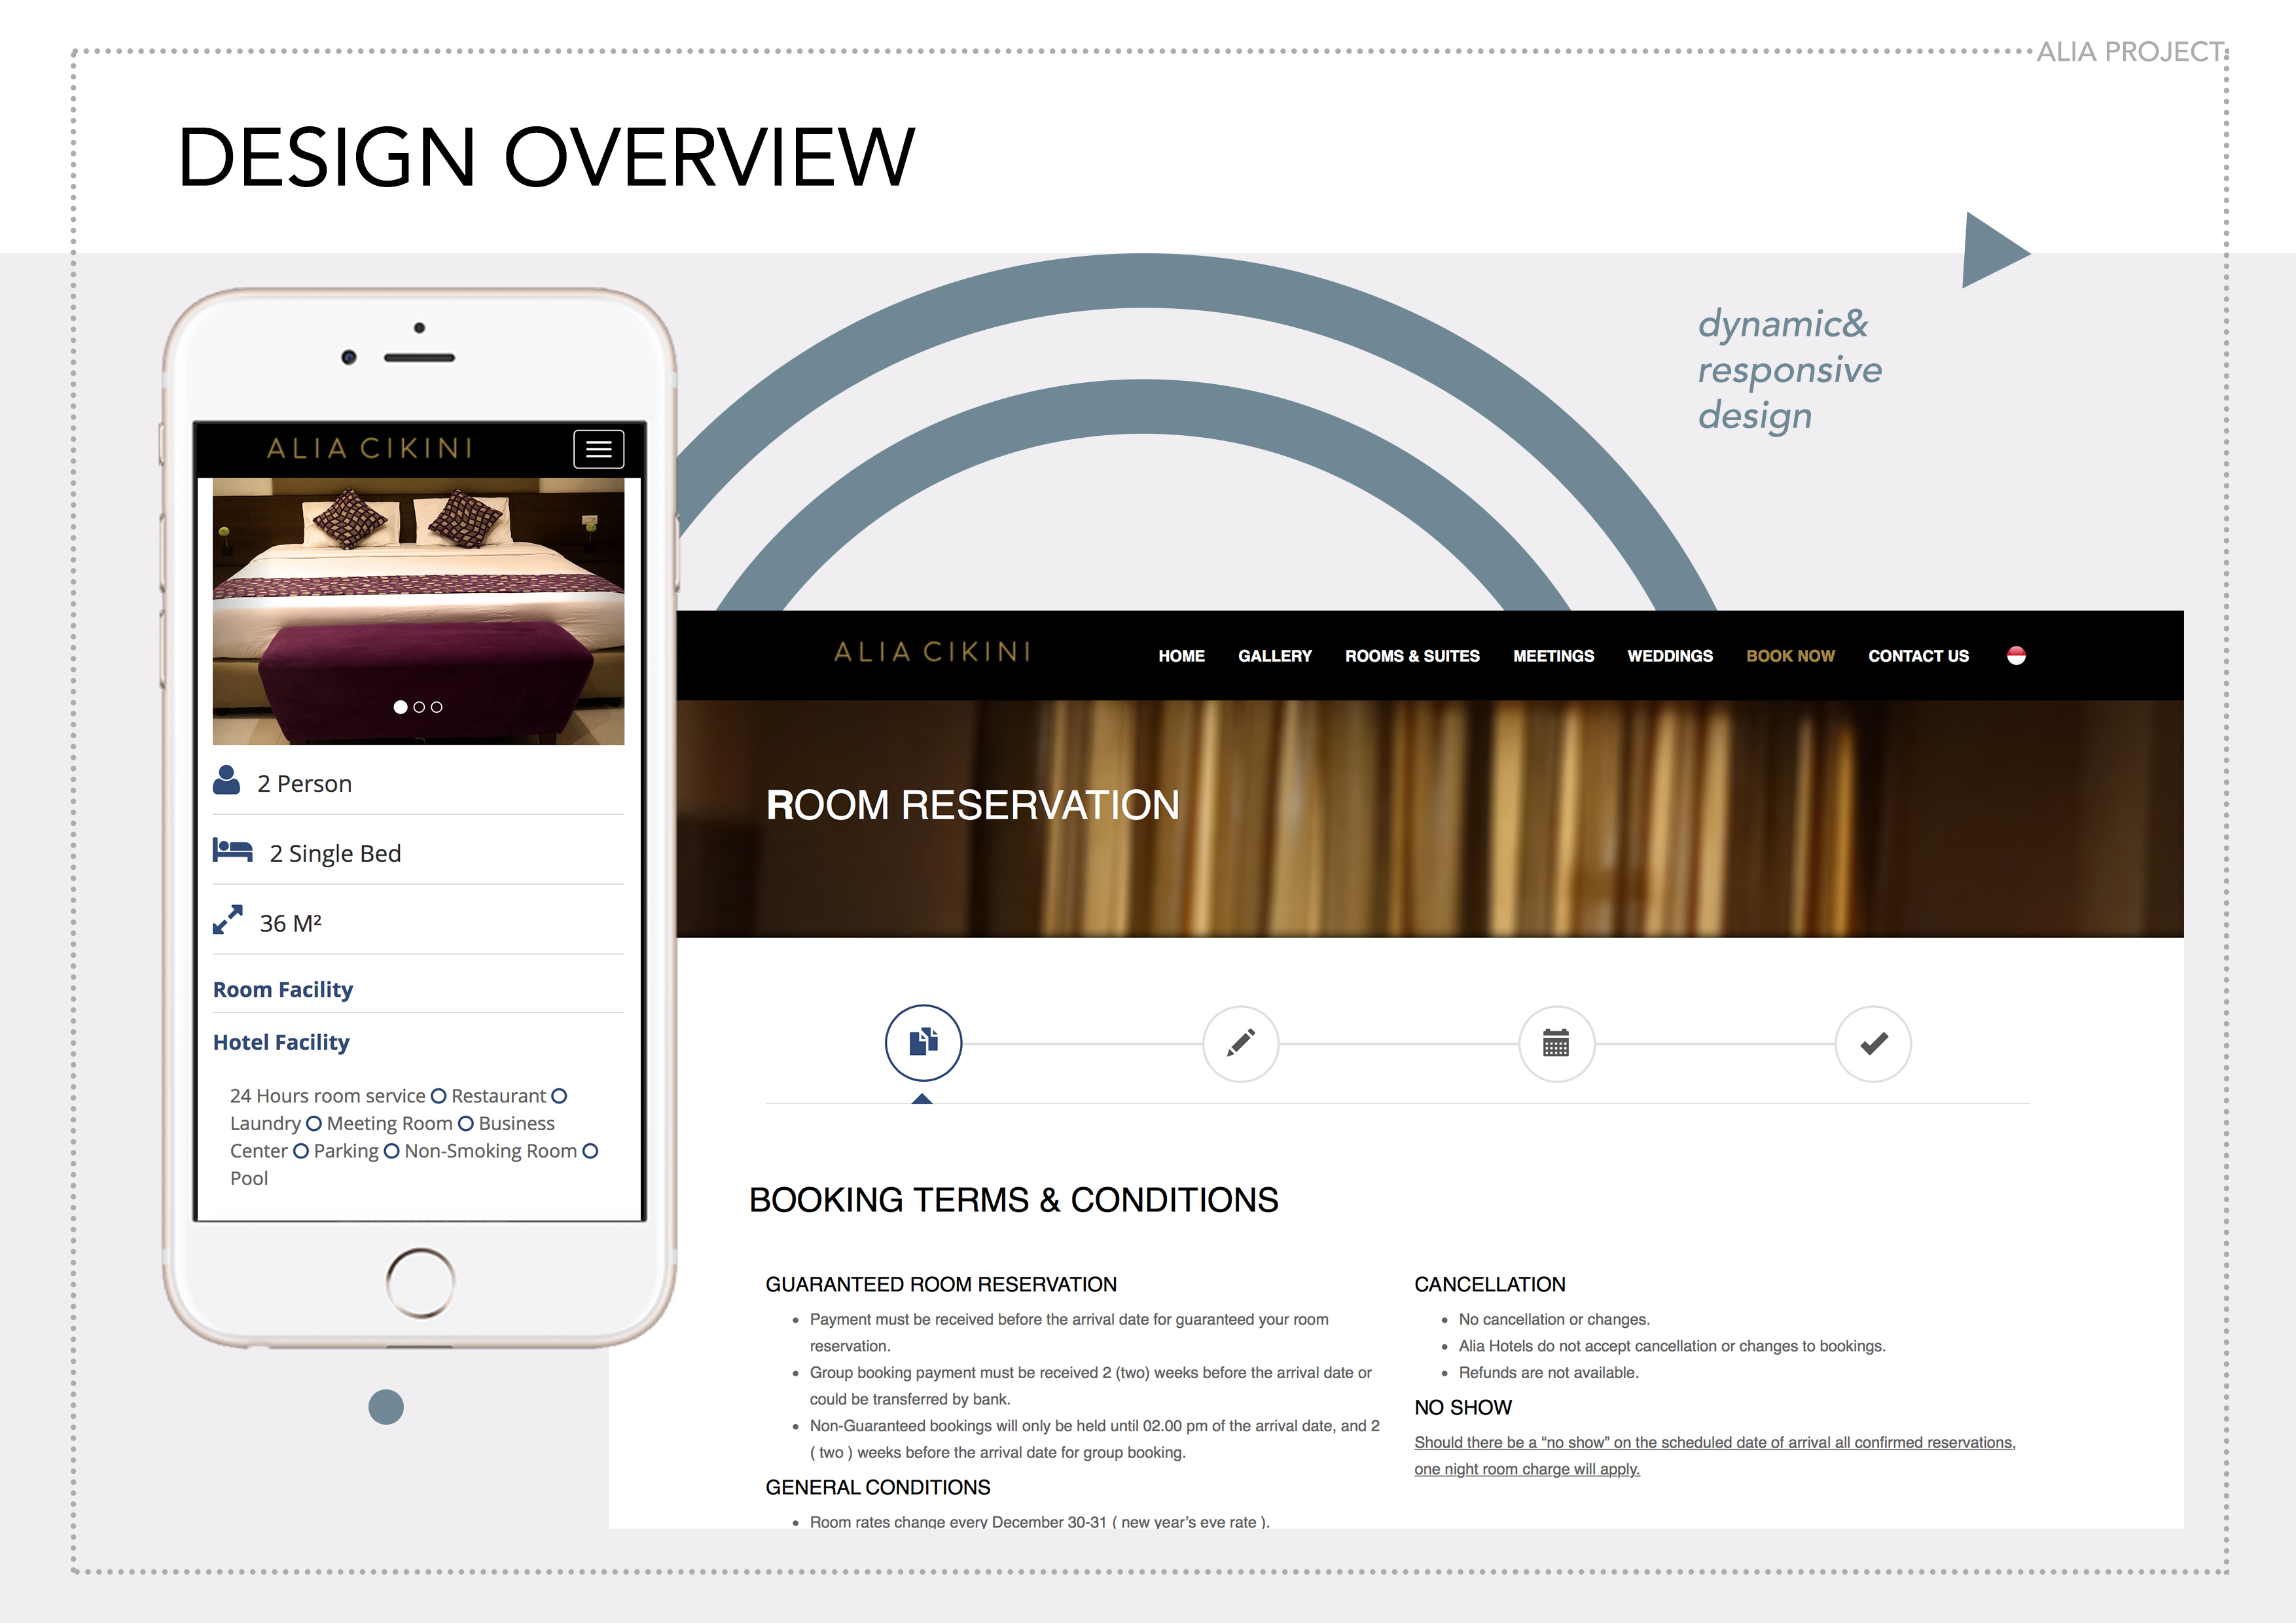 ALIA PROJECT
DESIGN OVERVIEW
dynamic&
responsive
design
ALIA CIKINI
2 Person
2 Single Bed
36 M²
Room Facility
Hotel Facility
24 Hours room service O Restaurant O
Laundry O Meeting Room O Business
Center O Parking O Non-Smoking Room O
Pool
ALIA CIKINI HOME GALLERY ROOMS & SUITES MEETINGS WEDDINGS BOOK NOW CONTACT US
ROOM RESERVATION
BOOKING TERMS & CONDITIONS
GUARANTEED ROOM RESERVATION
• Payment must be received before the arrival date for guaranteed your room
reservation.
• Group booking payment must be received 2 (two) weeks before the arrival date or
could be transferred by bank.
• Non-Guaranteed bookings will only be held until 02.00 pm of the arrival date, and 2
( two ) weeks before the arrival date for group booking.
GENERAL CONDITIONS
• Room rates change every December 30-31 ( new year’s eve rate ).
CANCELLATION
• No cancellation or changes.
• Alia Hotels do not accept cancellation or changes to bookings.
• Refunds are not available.
NO SHOW
Should there be a “no show” on the scheduled date of arrival all confirmed reservations,
one night room charge will apply.